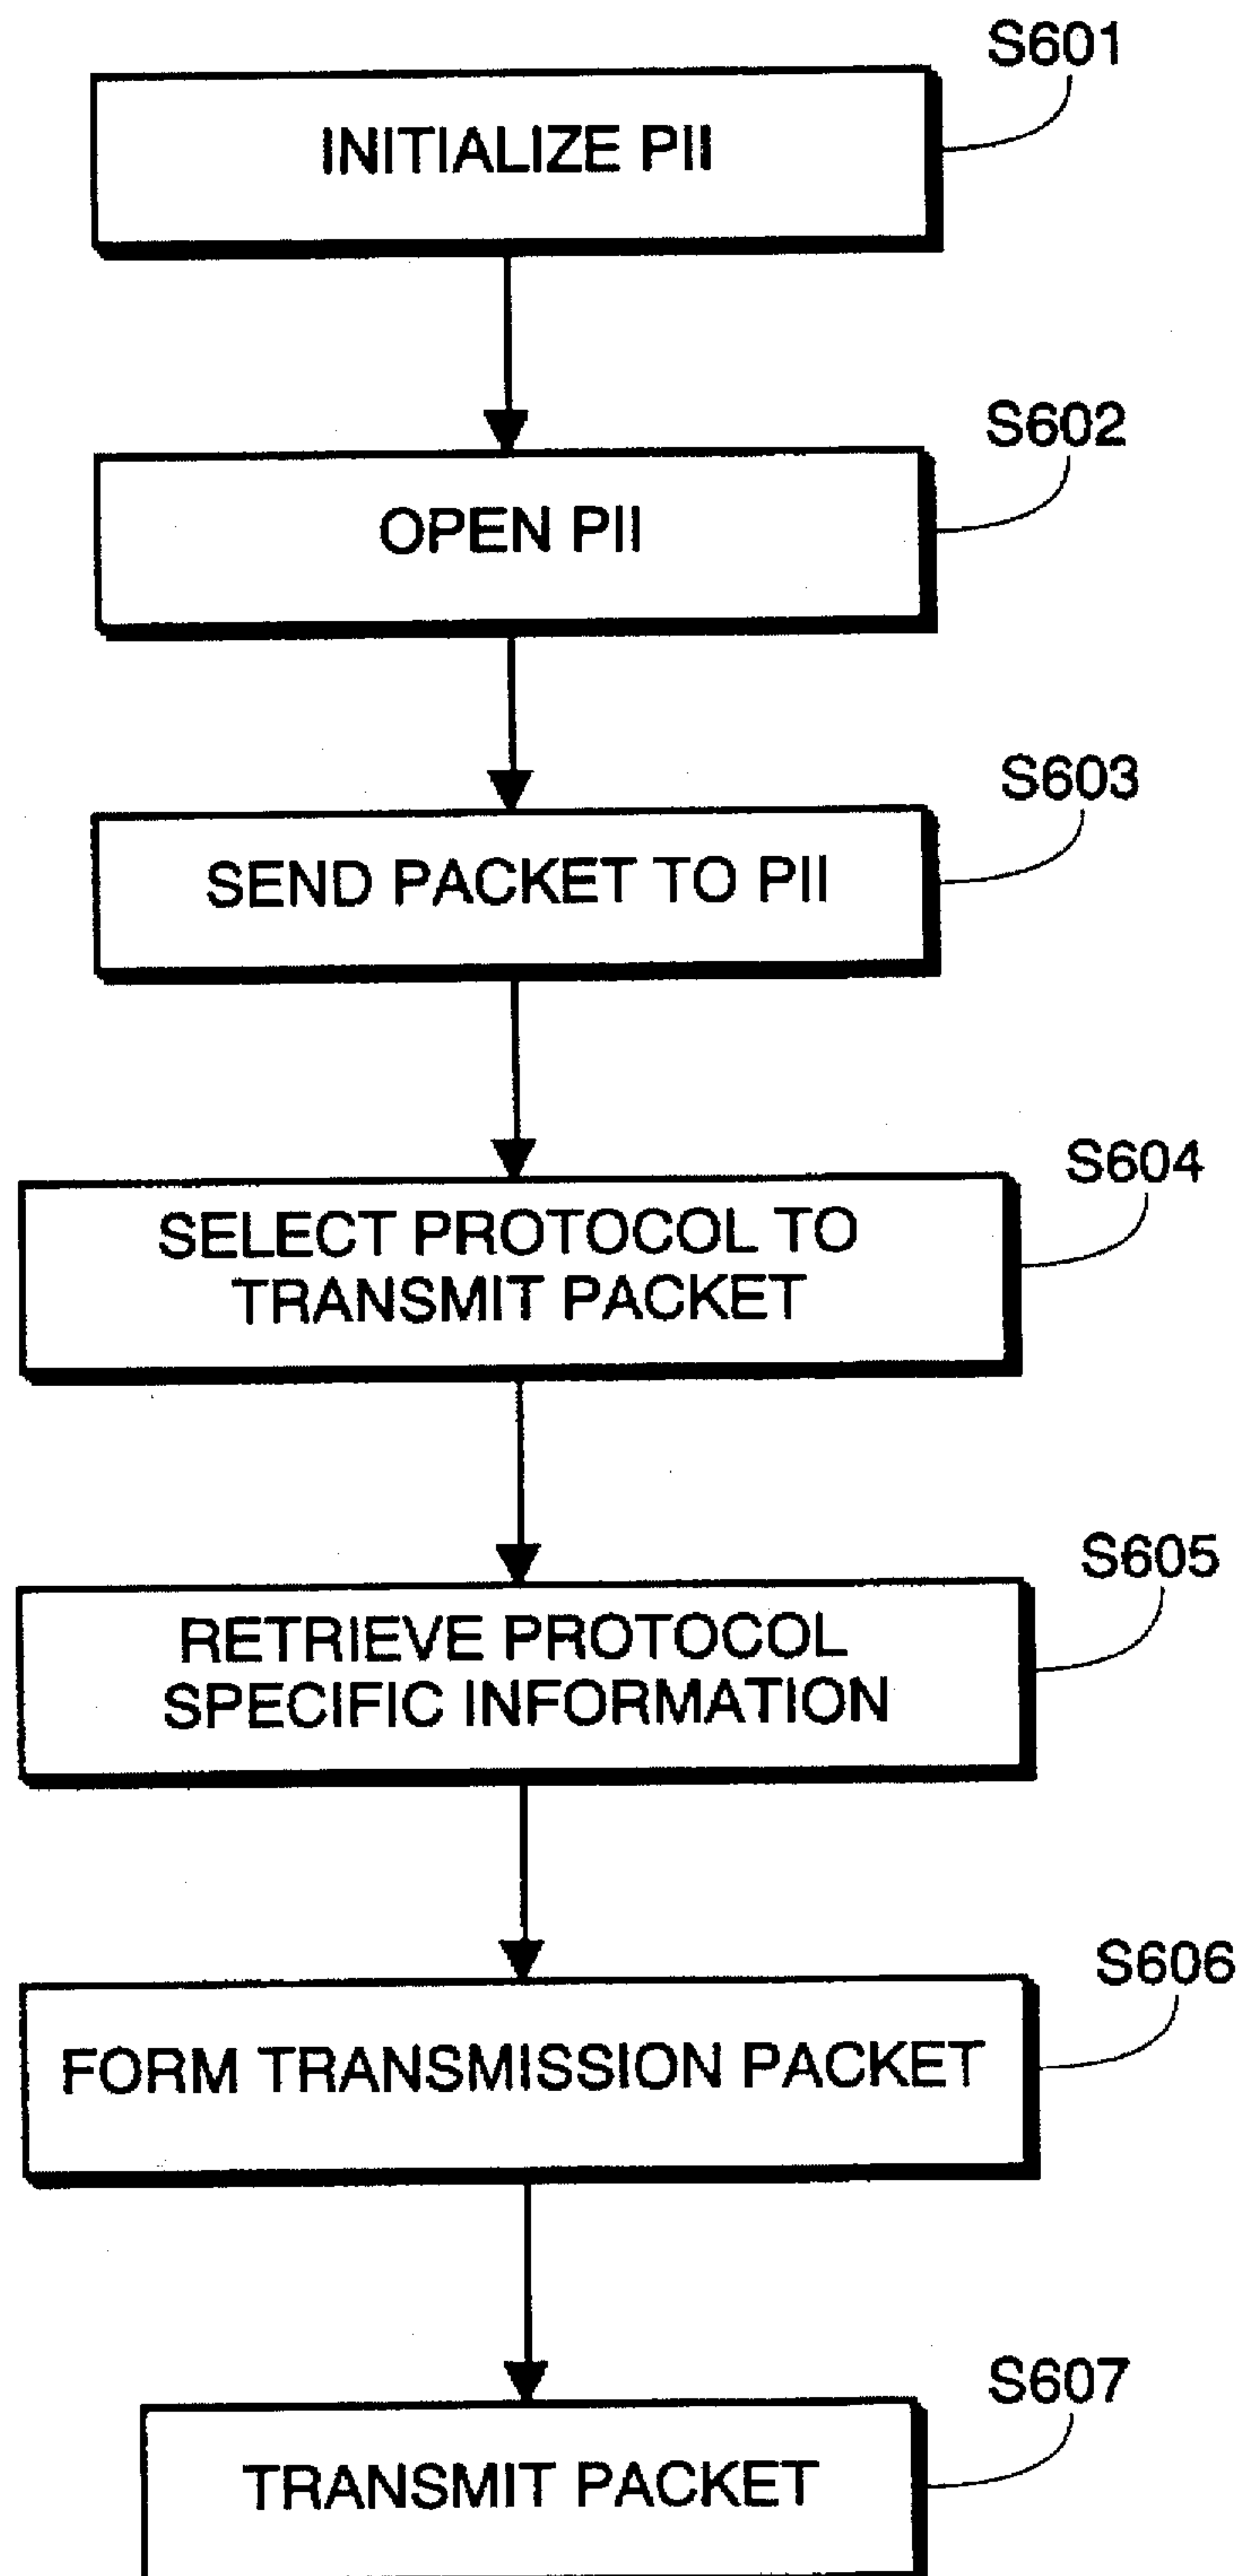 S601
INITIALIZE PII
S602
OPEN PII
S603
SEND PACKET TO PII
S604
SELECT PROTOCOL TO
TRANSMIT PACKET
S605
RETRIEVE PROTOCOL
SPECIFIC INFORMATION
S606
FORM TRANSMISSION PACKET
S607
TRANSMIT PACKET